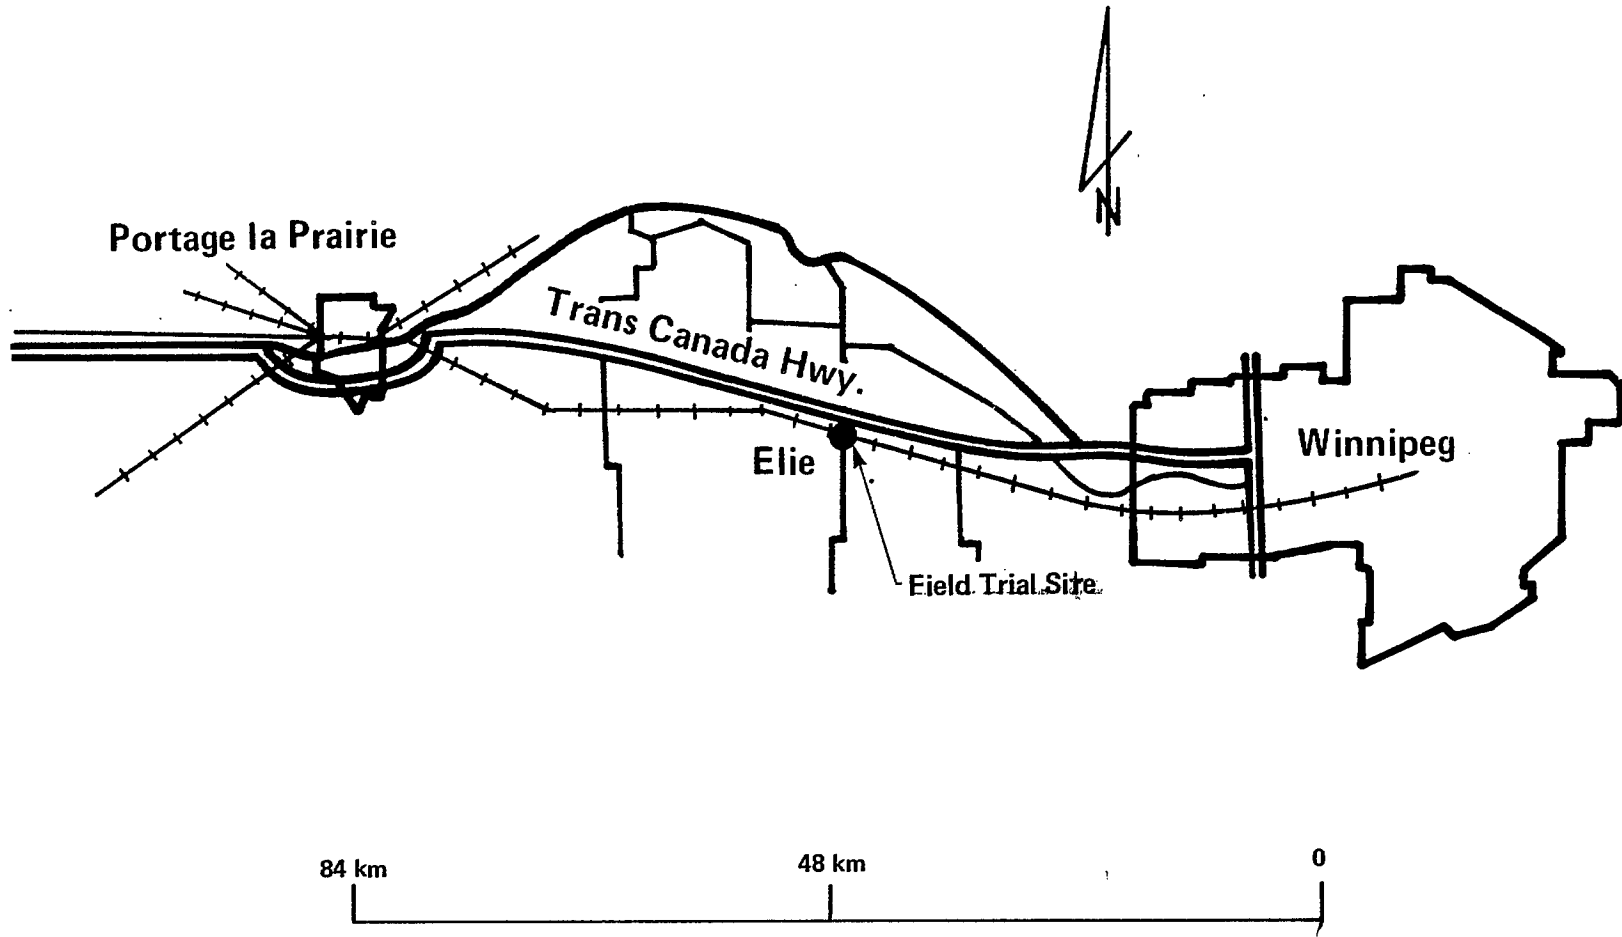 N
Portage la Prairie
Trans Canada Hwy.
Winnipeg
Elie
Field Trial Site
84 km
48 km
0